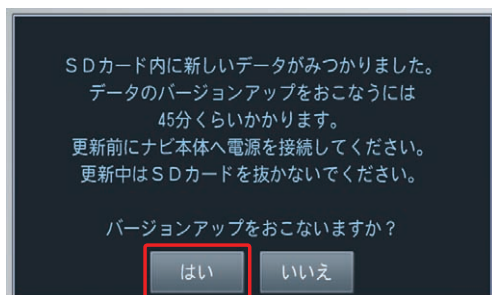 ＳＤカード内に新しいデータがみつかりました。
データのバージョンアップをおこなうには
45分くらいかかります。
更新前にナビ本体へ電源を接続してください。
更新中はＳＤカードを抜かないでください。
バージョンアップをおこないますか？
はい いいえ